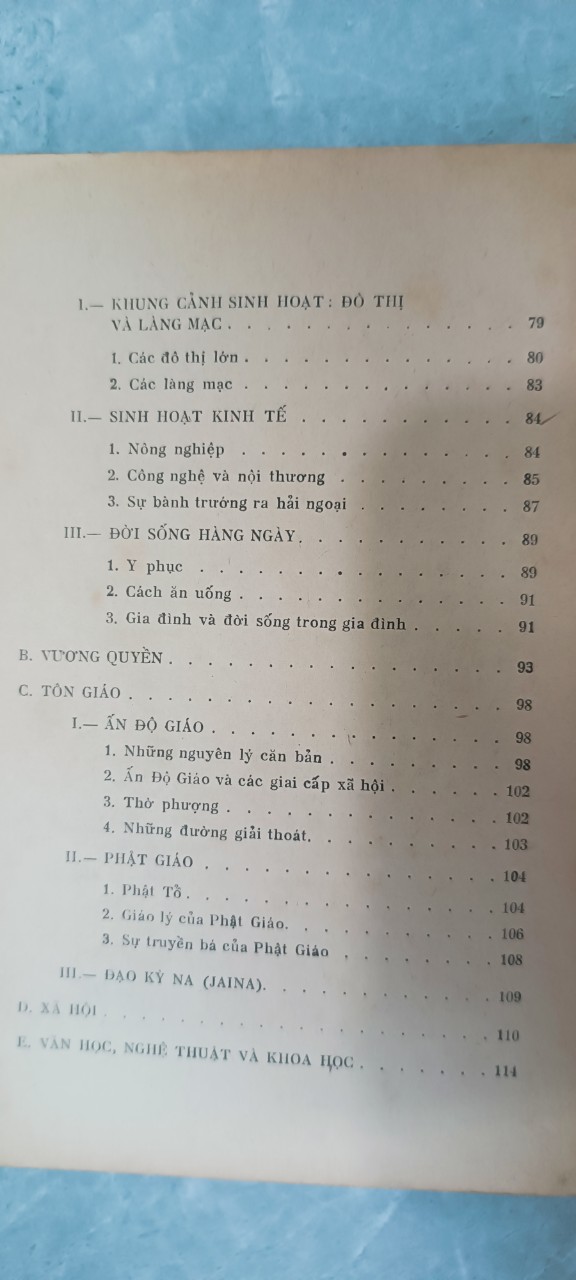 I.— KHUNG CẢNH SINH HOẠT : ĐÔ THỊ
VÀ LÀNG MẠC . . . . . . . . . . . . . . 79
1. Các đô thị lớn . . . . . . . . . . . . . 80
2. Các làng mạc . . . . . . . . . . . . . 83
II.— SINH HOẠT KINH TẾ . . . . . . . . . . . 84
1. Nông nghiệp . . . . . . . . . . . . . 84
2. Công nghệ và nội thương . . . . . . . . . 85
3. Sự bành trướng ra hải ngoại . . . . . . . . 87
III.— ĐỜI SỐNG HÀNG NGÀY . . . . . . . . . . . 89
1. Y phục . . . . . . . . . . . . . . 89
2. Cách ăn uống . . . . . . . . . . . . . 91
3. Gia đình và đời sống trong gia đình . . . . . 91
B. VƯƠNG QUYỀN . . . . . . . . . . . . . . . 93
C. TÔN GIÁO . . . . . . . . . . . . . . . . . 98
I.— ẤN ĐỘ GIÁO . . . . . . . . . . . . . . . 98
1. Những nguyên lý căn bản . . . . . . . . . 98
2. Ấn Độ Giáo và các giai cấp xã hội . . . . . . 102
3. Thờ phượng . . . . . . . . . . . . . 102
4. Những đường giải thoát . . . . . . . . . . 103
II.— PHẬT GIÁO . . . . . . . . . . . . . . . 104
1. Phật Tổ . . . . . . . . . . . . . . . 104
2. Giáo lý của Phật Giáo . . . . . . . . . . 106
3. Sự truyền bá của Phật Giáo . . . . . . . . 108
III.— ĐẠO KỲ NA (JAINA) . . . . . . . . . . . 109
D. XÃ HỘI . . . . . . . . . . . . . . . . . . 110
E. VĂN HỌC, NGHỆ THUẬT VÀ KHOA HỌC . . . . . . . 114